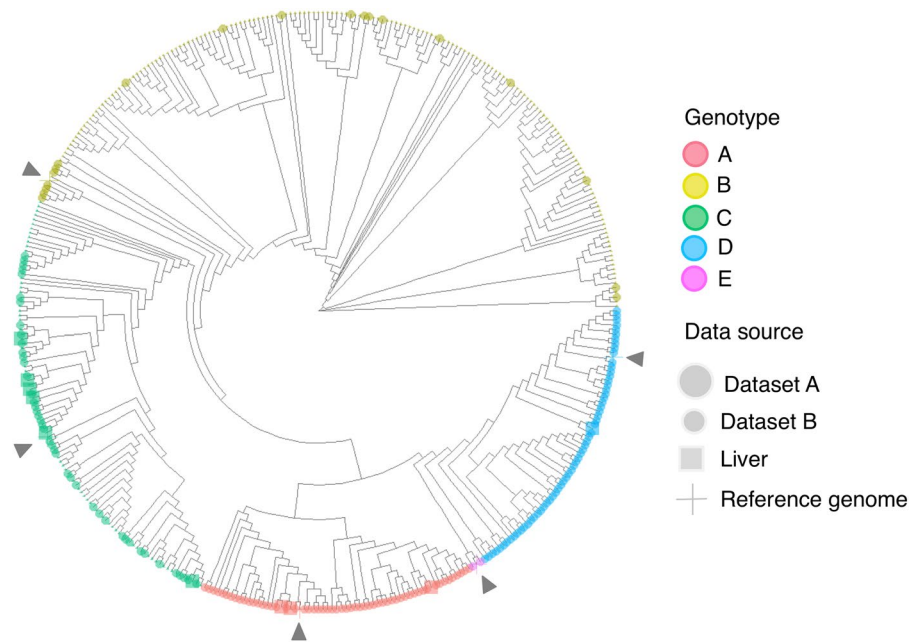 Genotype
A
B
C
D
E
Data source
Dataset A
Dataset B
Liver
Reference genome